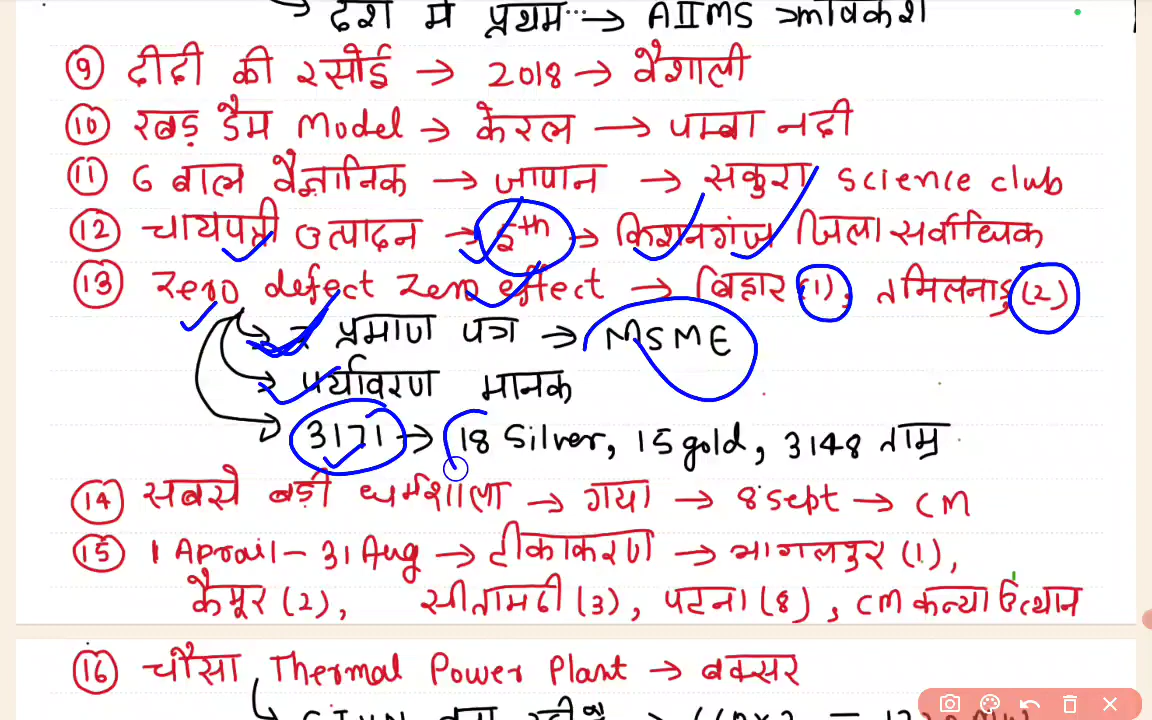 देश में प्रथम → AIIMS
⑨ दीदी की रसोई → 2018 → वैशाली
⑩ रबड़ डैम Model → केरल → पम्बा नदी
⑪ 6 बाल वैज्ञानिक → जापान → सकुरा Science club
⑫ चायपत्ती उत्पादन → 5th → किशनगंज जिला सर्वाधिक
⑬ Zero defect Zero effect → बिहार (1), तमिलनाडु (2)
→ प्रमाण पत्र → MSME
→ पर्यावरण मानक
→ 3171 → 18 Silver, 15 gold, 3148 ताम्र
⑭ सबसे बड़ी धर्मशाला → गया → 8 sept → CM
⑮ 1 Aprail - 31 Aug → टीकाकरण → भागलपुर (1),
कैमूर (2), सीतामढी (3), पटना (8), CM कन्या उत्थान
⑯ चौसा Thermal Power Plant → बक्सर